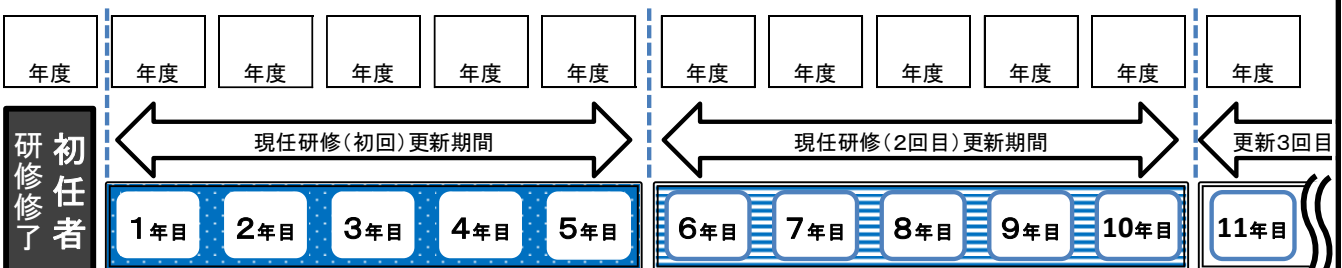 年度 年度 年度 年度 年度 年度 年度 年度 年度 年度 年度 年度
現任研修（初回）更新期間
現任研修（2回目）更新期間
更新3回目
初任者
研修修了
1年目 2年目 3年目 4年目 5年目 6年目 7年目 8年目 9年目 10年目 11年目